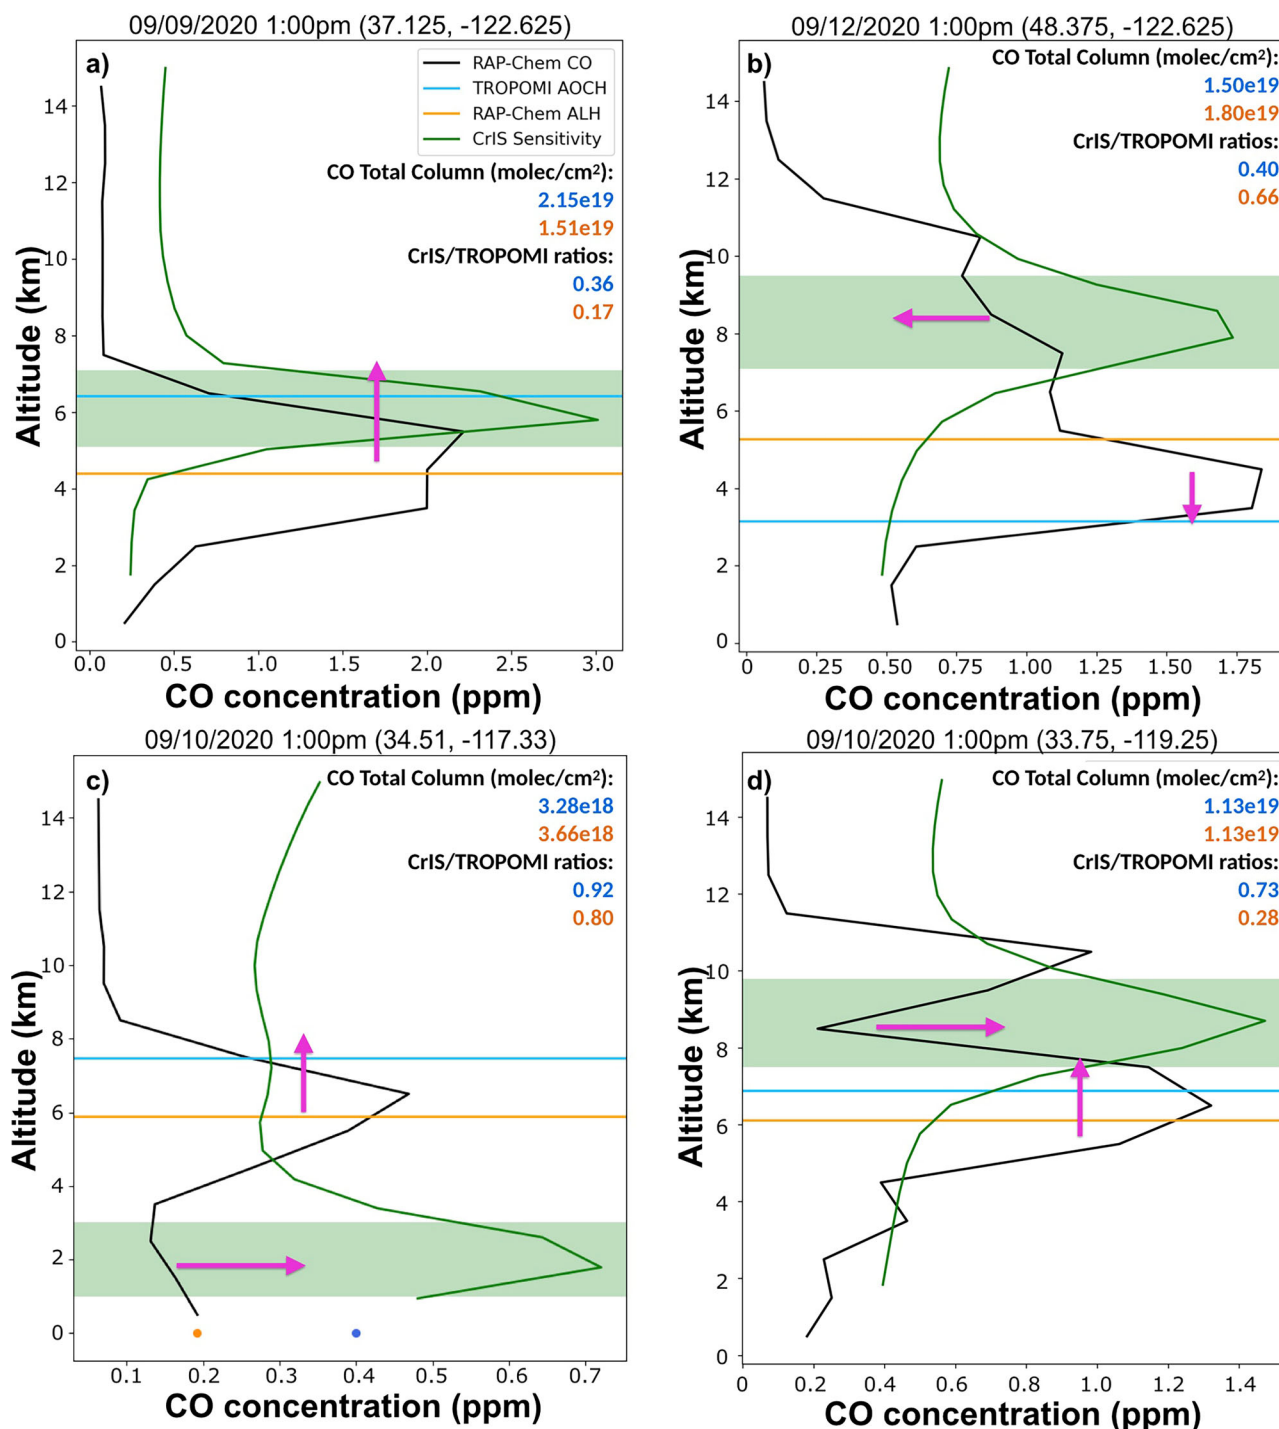 09/09/2020 1:00pm (37.125, -122.625)
a)
RAP-Chem CO
TROPOMI AOCH
RAP-Chem ALH
CrIS Sensitivity
CO Total Column (molec/cm²):
2.15e19
1.51e19
CrIS/TROPOMI ratios:
0.36
0.17
Altitude (km)
14
12
10
8
6
4
2
0
0.0 0.5 1.0 1.5 2.0 2.5 3.0
CO concentration (ppm)
09/12/2020 1:00pm (48.375, -122.625)
b)
CO Total Column (molec/cm²):
1.50e19
1.80e19
CrIS/TROPOMI ratios:
0.40
0.66
Altitude (km)
14
12
10
8
6
4
2
0
0 0.25 0.50 0.75 1.00 1.25 1.50 1.75
CO concentration (ppm)
09/10/2020 1:00pm (34.51, -117.33)
c)
CO Total Column (molec/cm²):
3.28e18
3.66e18
CrIS/TROPOMI ratios:
0.92
0.80
Altitude (km)
14
12
10
8
6
4
2
0
0.1 0.2 0.3 0.4 0.5 0.6 0.7
CO concentration (ppm)
09/10/2020 1:00pm (33.75, -119.25)
d)
CO Total Column (molec/cm²):
1.13e19
1.13e19
CrIS/TROPOMI ratios:
0.73
0.28
Altitude (km)
14
12
10
8
6
4
2
0
0 0.2 0.4 0.6 0.8 1.0 1.2 1.4
CO concentration (ppm)